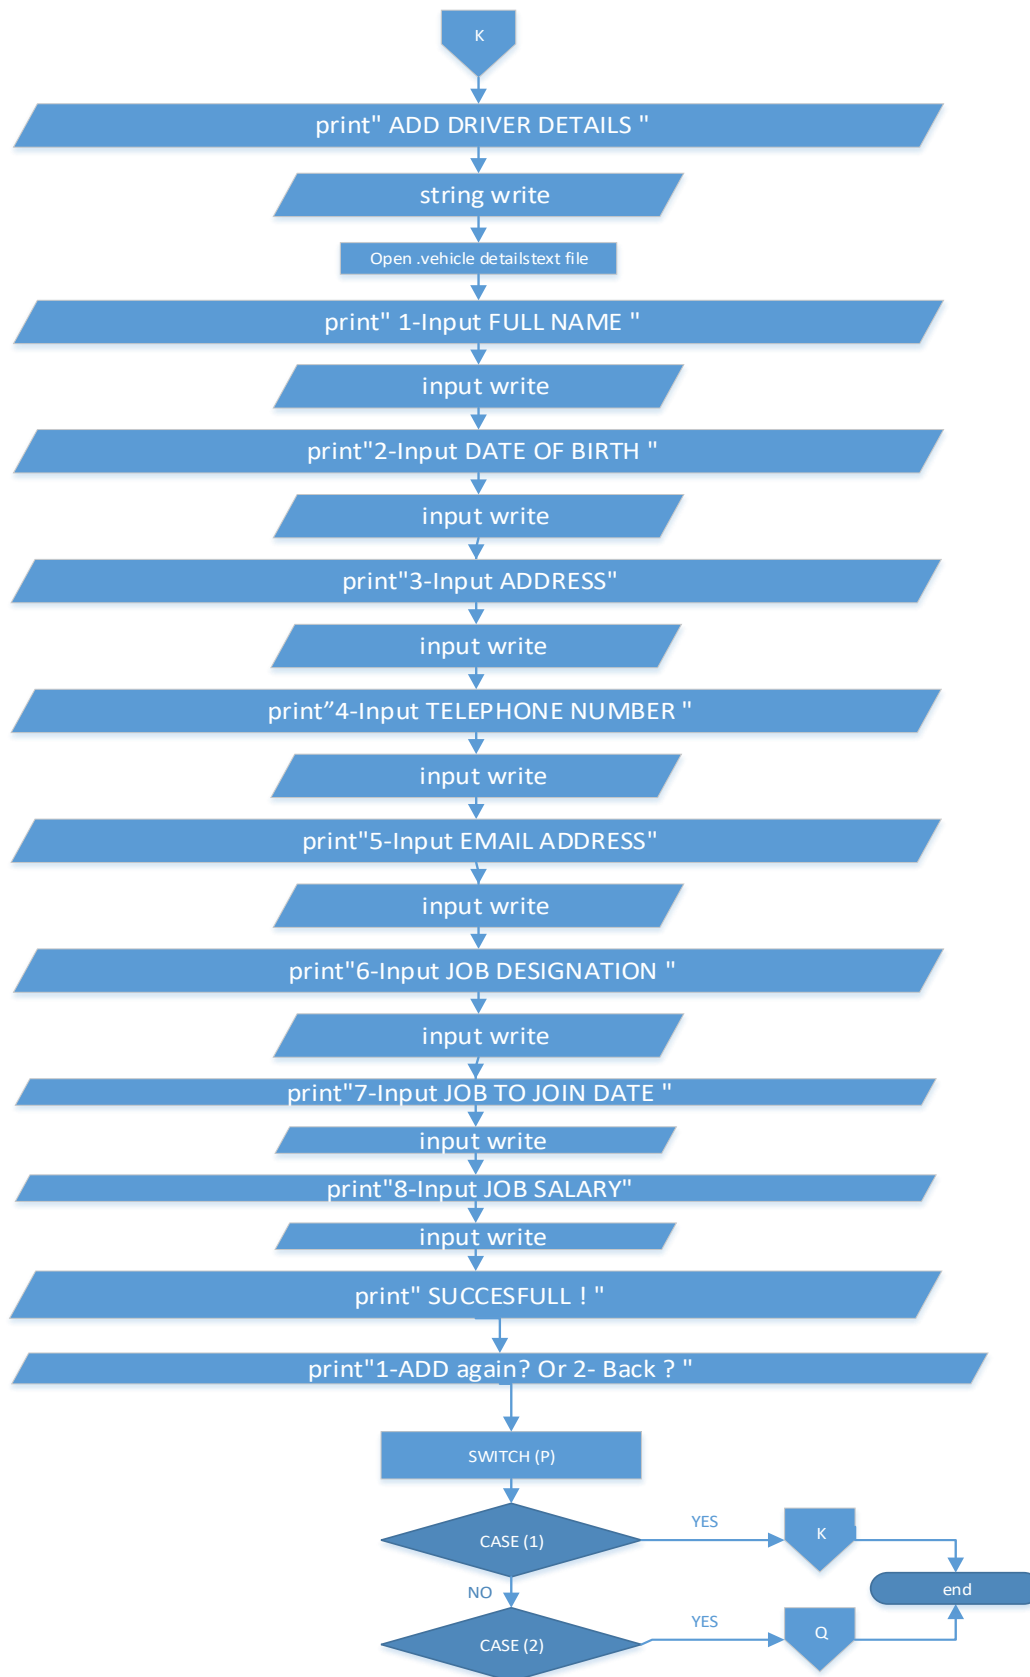 K
print" ADD DRIVER DETAILS "
string write
Open .vehicle detailstext file
print" 1-Input FULL NAME "
input write
print"2-Input DATE OF BIRTH "
input write
print"3-Input ADDRESS"
input write
print”4-Input TELEPHONE NUMBER "
input write
print"5-Input EMAIL ADDRESS"
input write
print"6-Input JOB DESIGNATION "
input write
print"7-Input JOB TO JOIN DATE "
input write
print"8-Input JOB SALARY"
input write
print" SUCCESFULL ! "
print"1-ADD again? Or 2- Back ? "
SWITCH (P)
CASE (1)
YES
K
end
NO
CASE (2)
YES
Q